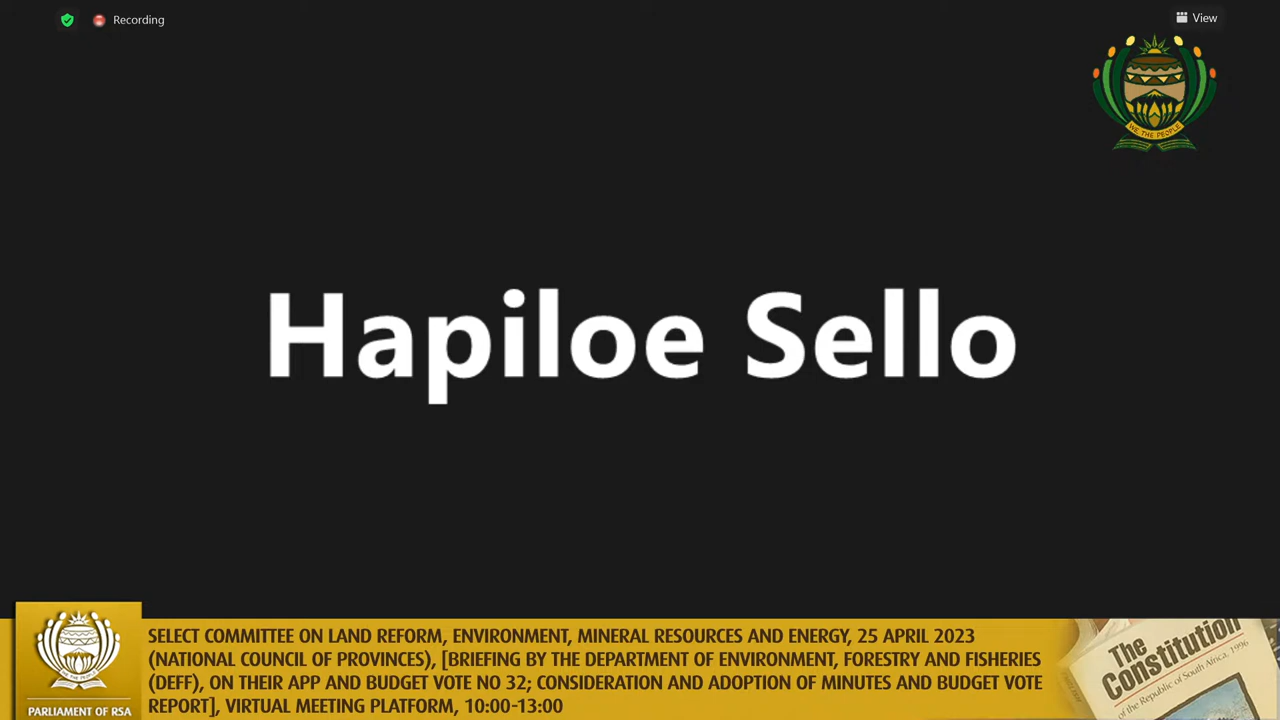 Recording
View
WE, THE PEOPLE
Hapiloe Sello
SELECT COMMITTEE ON LAND REFORM, ENVIRONMENT, MINERAL RESOURCES AND ENERGY, 25 APRIL 2023
(NATIONAL COUNCIL OF PROVINCES), [BRIEFING BY THE DEPARTMENT OF ENVIRONMENT, FORESTRY AND FISHERIES
(DEFF), ON THEIR APP AND BUDGET VOTE NO 32; CONSIDERATION AND ADOPTION OF MINUTES AND BUDGET VOTE
REPORT], VIRTUAL MEETING PLATFORM, 10:00-13:00
PARLIAMENT OF RSA
The
Constitution
of the Republic of South Africa, 1996